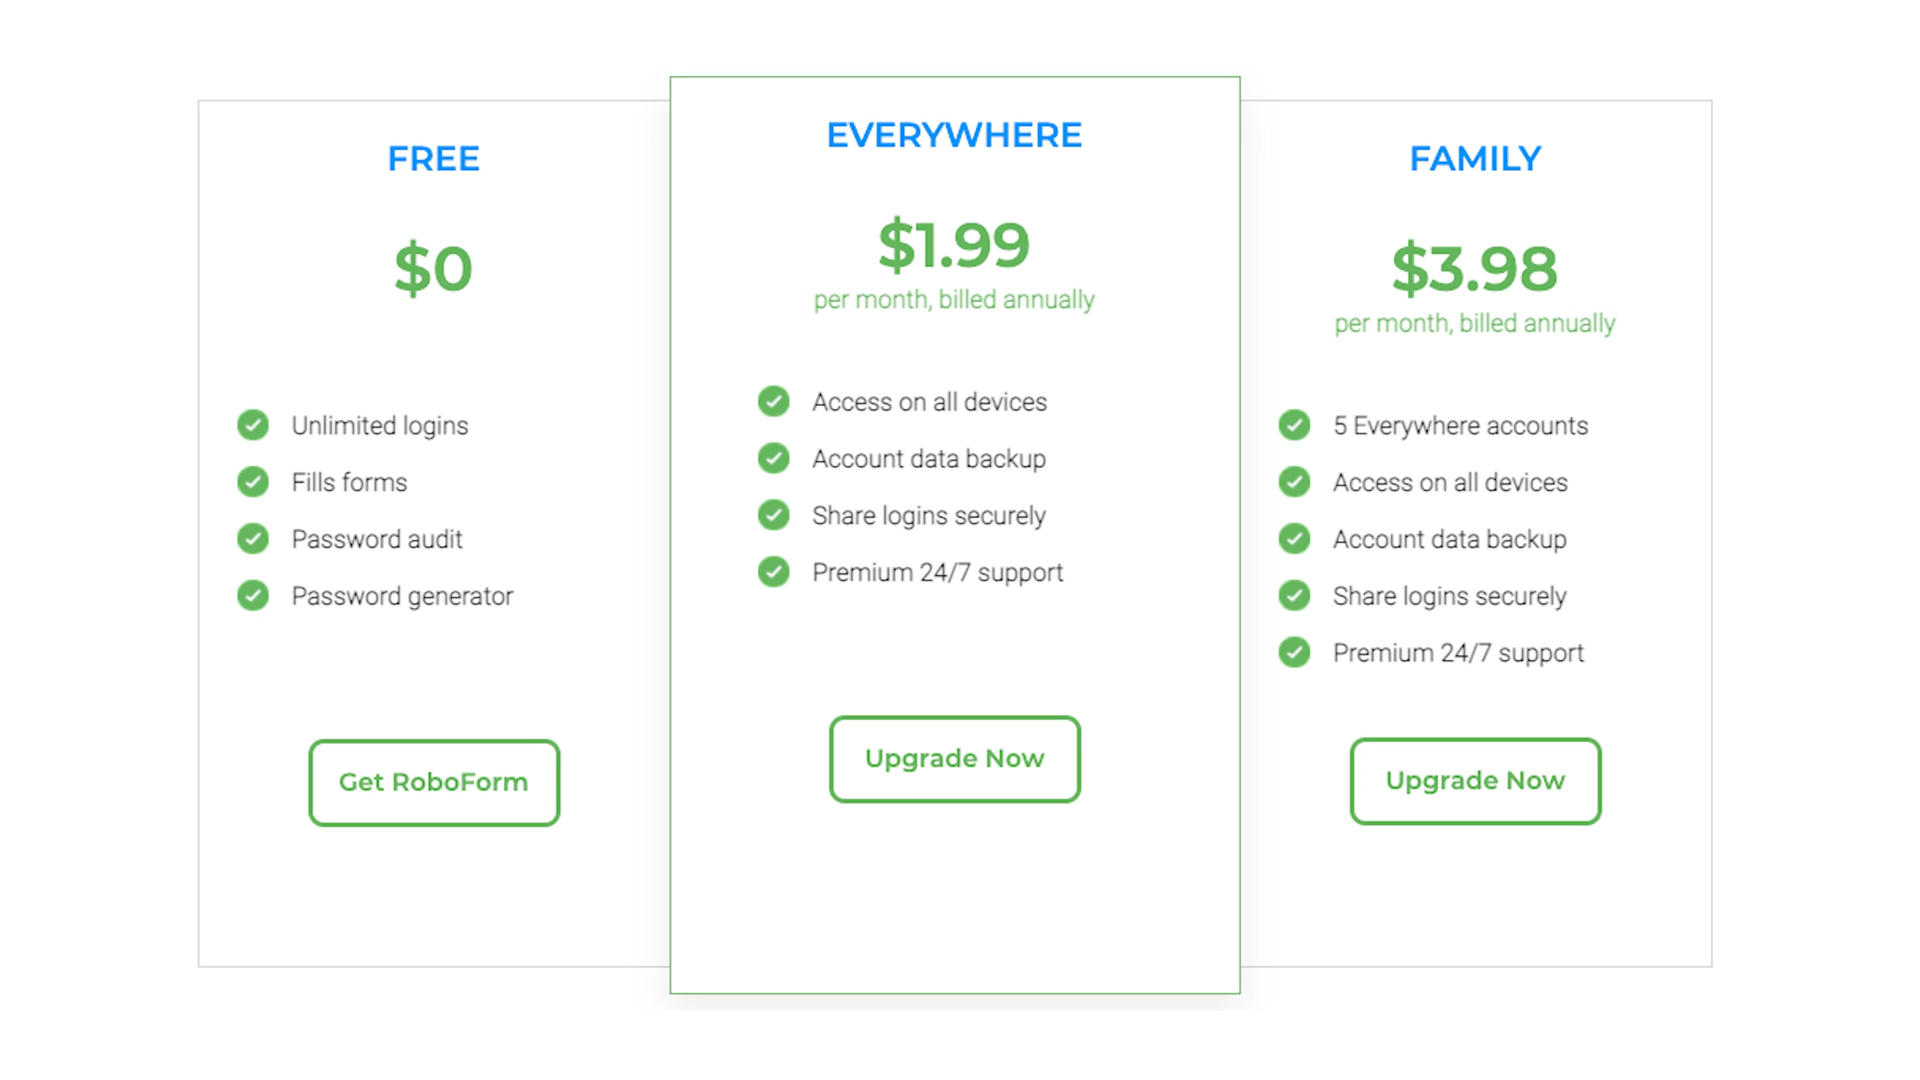 FREE
$0
Unlimited logins
Fills forms
Password audit
Password generator
Get RoboForm
EVERYWHERE
$1.99
per month, billed annually
Access on all devices
Account data backup
Share logins securely
Premium 24/7 support
Upgrade Now
FAMILY
$3.98
per month, billed annually
5 Everywhere accounts
Access on all devices
Account data backup
Share logins securely
Premium 24/7 support
Upgrade Now